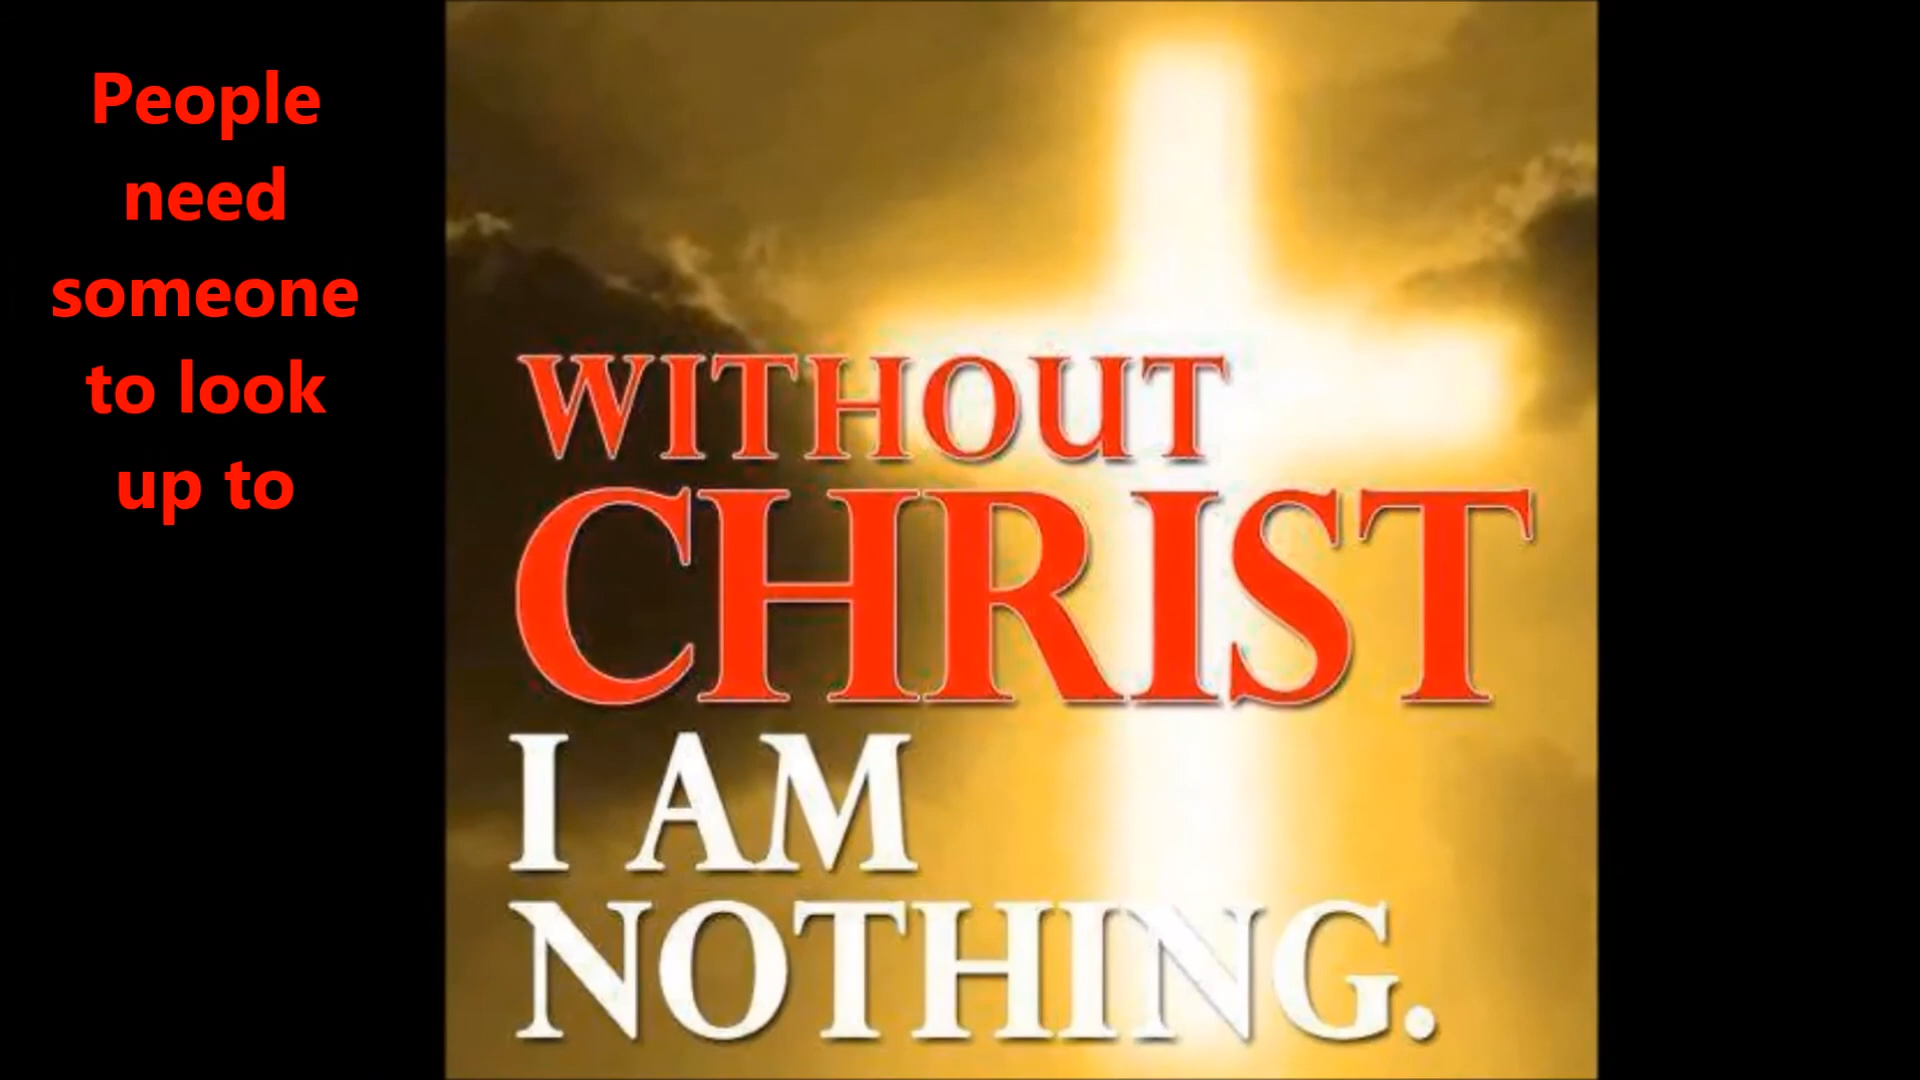 People
need
someone
to look
up to
WITHOUT
CHRIST
I AM
NOTHING.